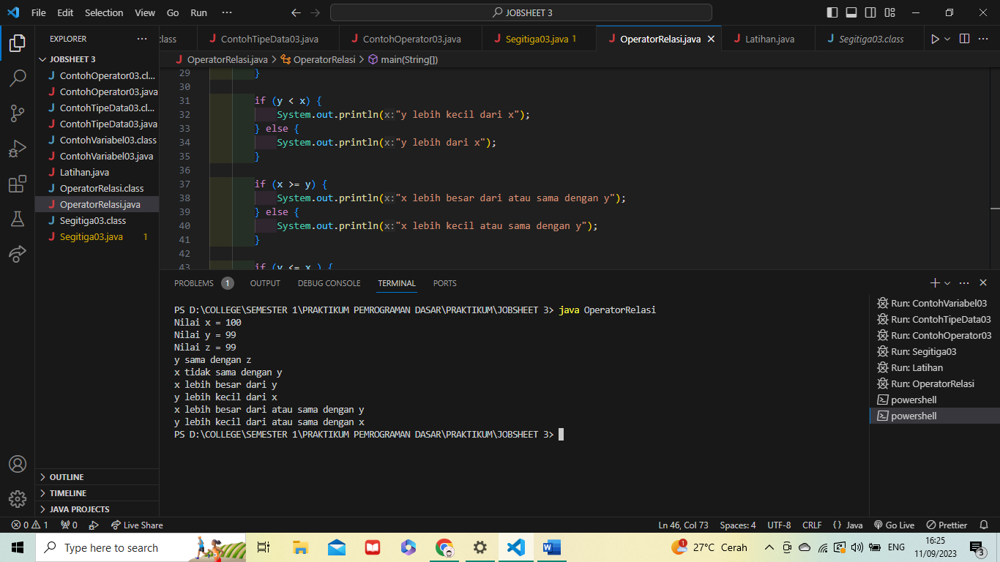 File Edit Selection View Go Run ··· JOBSHEET 3
EXPLORER ···
JOBSHEET 3
ContohOperator03.cl...
ContohOperator03.java
ContohTipeData03.cl...
ContohTipeData03.java
ContohVariabel03.class
ContohVariabel03.java
Latihan.java
OperatorRelasi.class
OperatorRelasi.java
Segitiga03.class
Segitiga03.java 1
OUTLINE
TIMELINE
JAVA PROJECTS
class ContohTipeData03.java ContohOperator03.java Segitiga03.java 1 OperatorRelasi.java Latihan.java Segitiga03.class ···
OperatorRelasi.java > OperatorRelasi > main(String[])
29 }
30
31 if (y < x) {
32 System.out.println(x:"y lebih kecil dari x");
33 } else {
34 System.out.println(x:"y lebih dari x");
35 }
36
37 if (x >= y) {
38 System.out.println(x:"x lebih besar dari atau sama dengan y");
39 } else {
40 System.out.println(x:"x lebih kecil atau sama dengan y");
41 }
42
43 if (y <= x ) {
PROBLEMS 1 OUTPUT DEBUG CONSOLE TERMINAL PORTS
PS D:\COLLEGE\SEMESTER 1\PRAKTIKUM PEMROGRAMAN DASAR\PRAKTIKUM\JOBSHEET 3> java OperatorRelasi
Nilai x = 100
Nilai y = 99
Nilai z = 99
y sama dengan z
x tidak sama dengan y
x lebih besar dari y
y lebih kecil dari x
x lebih besar dari atau sama dengan y
y lebih kecil dari atau sama dengan x
PS D:\COLLEGE\SEMESTER 1\PRAKTIKUM PEMROGRAMAN DASAR\PRAKTIKUM\JOBSHEET 3>
Run: ContohVariabel03
Run: ContohTipeData03
Run: ContohOperator03
Run: Segitiga03
Run: Latihan
Run: OperatorRelasi
powershell
powershell
0 1 0 Live Share Ln 46, Col 73 Spaces: 4 UTF-8 CRLF {} Java Go Live Prettier
Type here to search 1 27°C Cerah ENG 16:25
11/09/2023 3